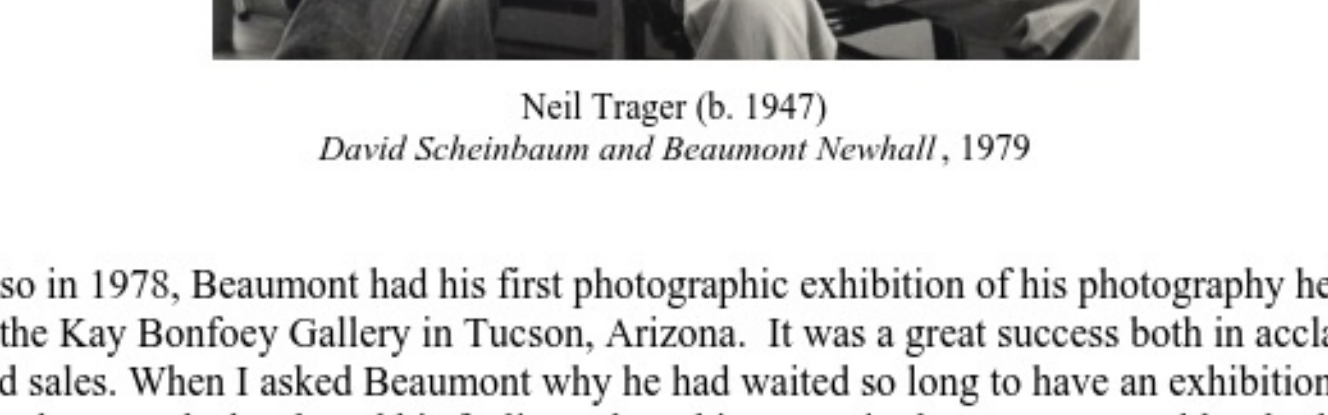 Neil Trager (b. 1947)
David Scheinbaum and Beaumont Newhall, 1979
so in 1978, Beaumont had his first photographic exhibition of his photography he
the Kay Bonfoey Gallery in Tucson, Arizona. It was a great success both in accla
d sales. When I asked Beaumont why he had waited so long to have an exhibition